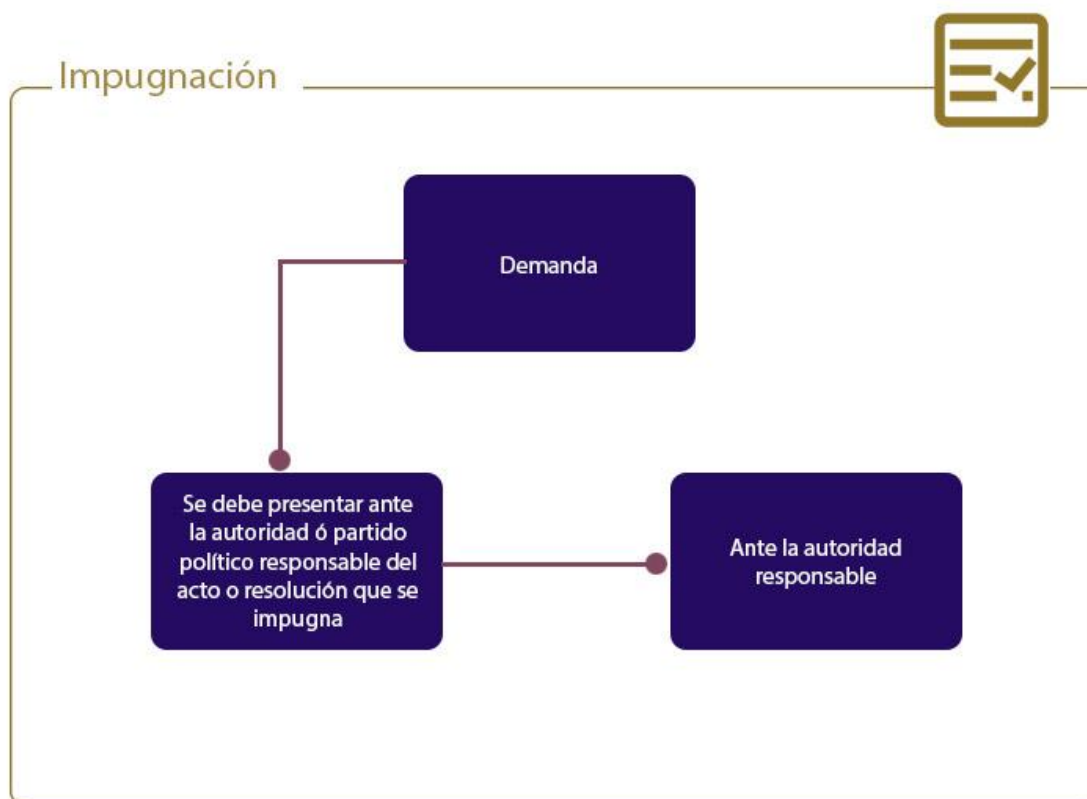 Impugnación
Demanda
Se debe presentar ante
la autoridad ó partido
político responsable del
acto o resolución que se
impugna
Ante la autoridad
responsable